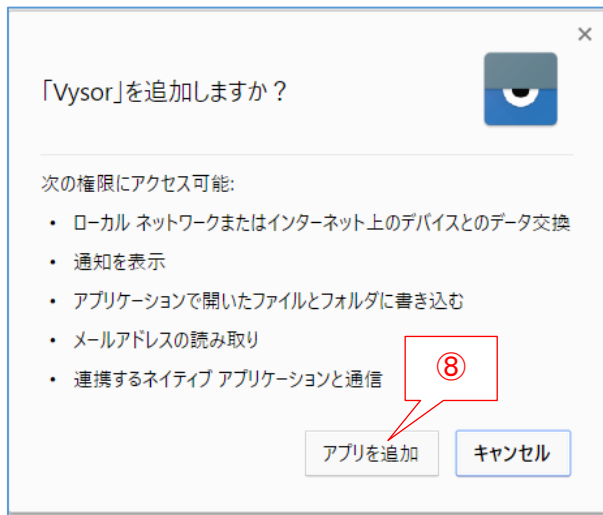 ×
「Vysor」を追加しますか？
次の権限にアクセス可能:
• ローカル ネットワークまたはインターネット上のデバイスとのデータ交換
• 通知を表示
• アプリケーションで開いたファイルとフォルダに書き込む
• メールアドレスの読み取り
• 連携するネイティブ アプリケーションと通信
⑧
アプリを追加 キャンセル